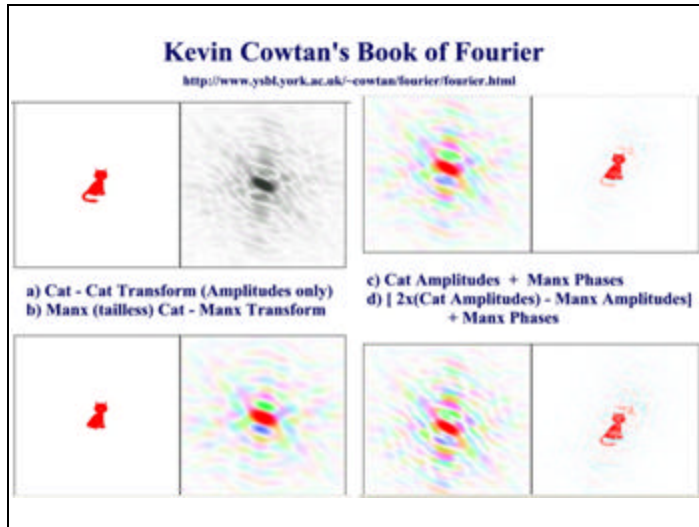 Kevin Cowtan's Book of Fourier
http://www.ysbl.york.ac.uk/~cowtan/fourier/fourier.html
a) Cat - Cat Transform (Amplitudes only)
b) Manx (tailless) Cat - Manx Transform
c) Cat Amplitudes + Manx Phases
d) [ 2x(Cat Amplitudes) - Manx Amplitudes]
+ Manx Phases